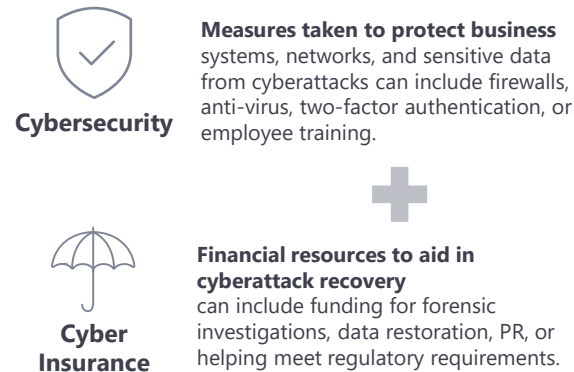 Cybersecurity
Measures taken to protect business
systems, networks, and sensitive data
from cyberattacks can include firewalls,
anti-virus, two-factor authentication, or
employee training.
Cyber
Insurance
Financial resources to aid in
cyberattack recovery
can include funding for forensic
investigations, data restoration, PR, or
helping meet regulatory requirements.